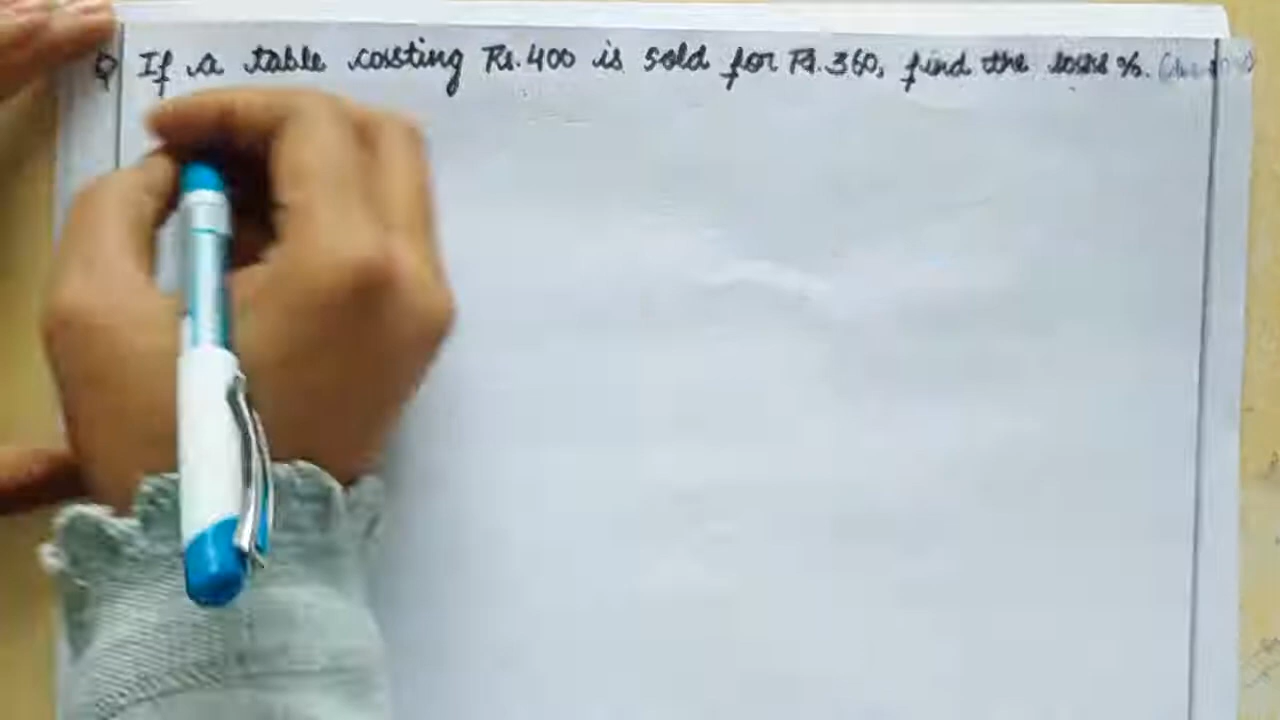 Q If a table costing Rs.400 is sold for Rs.360, find the loss %.